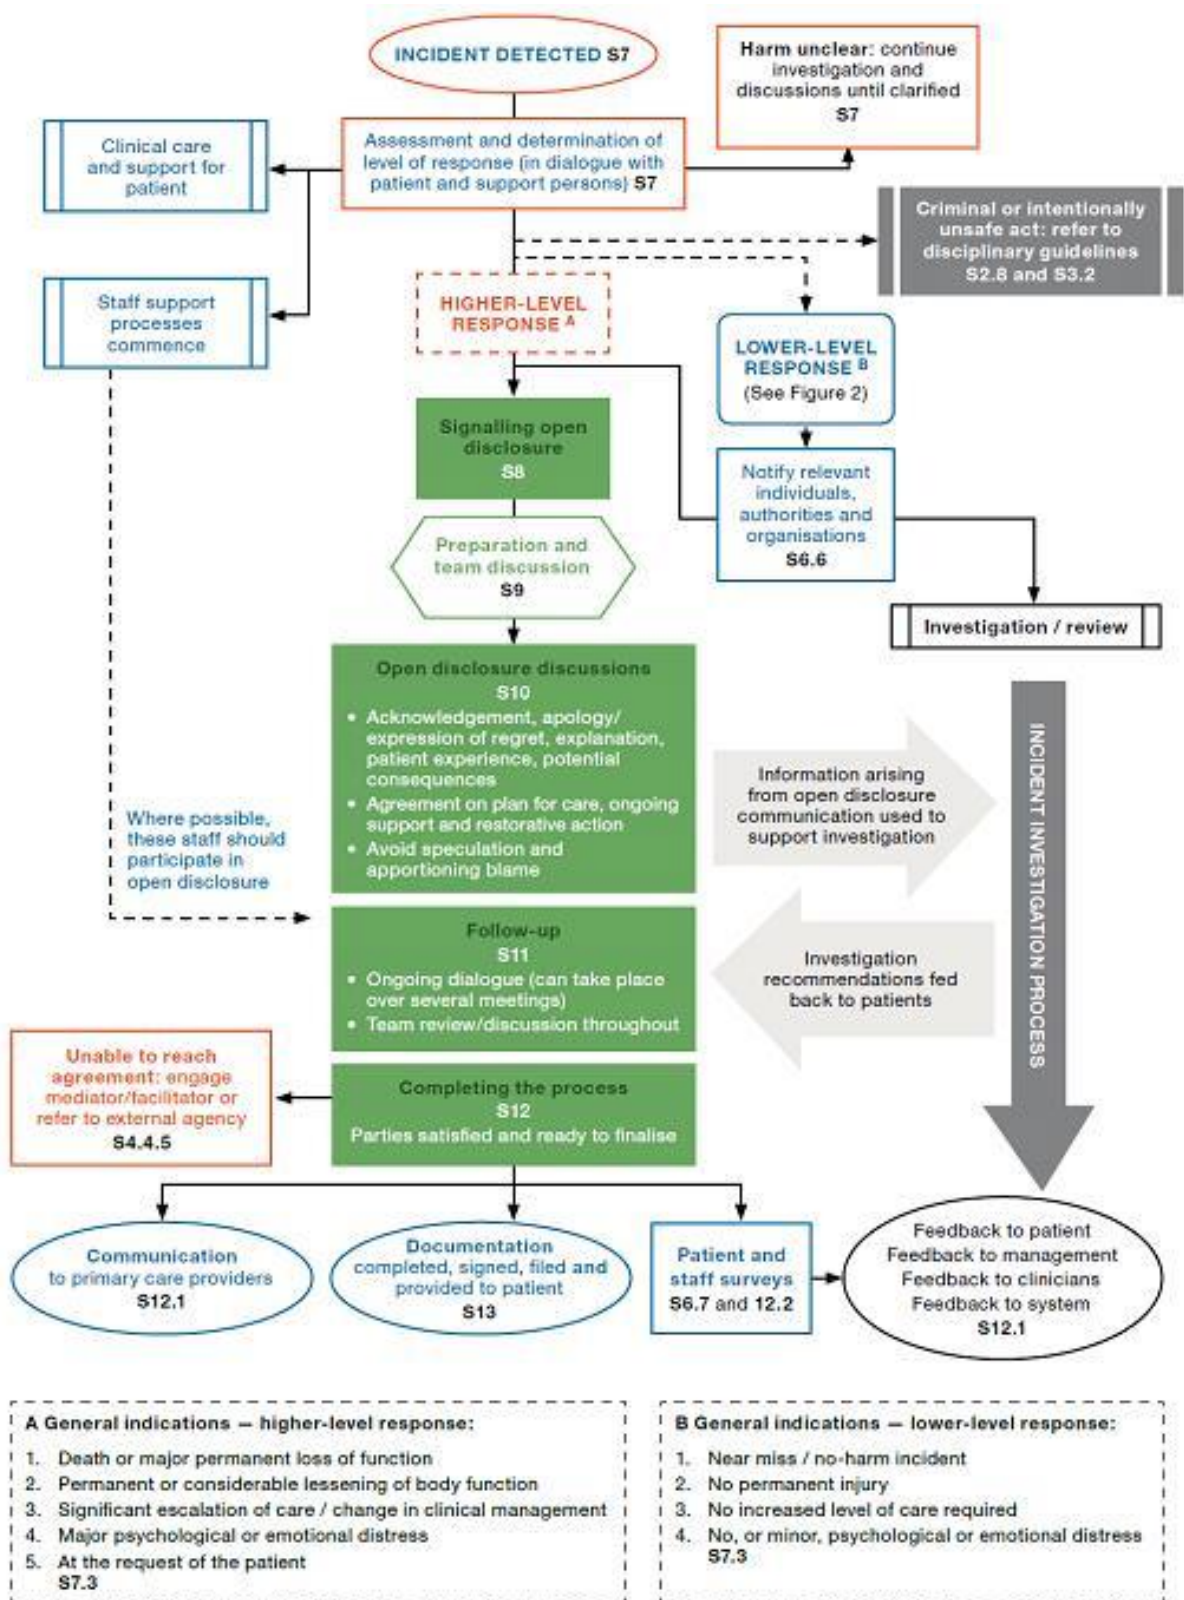 INCIDENT DETECTED S7
Harm unclear: continue
investigation and
discussions until clarified
S7
Clinical care
and support for
patient
Assessment and determination of
level of response (in dialogue with
patient and support persons) S7
Criminal or intentionally
unsafe act: refer to
disciplinary guidelines
S2.8 and S3.2
Staff support
processes
commence
HIGHER-LEVEL
RESPONSE A
LOWER-LEVEL
RESPONSE B
(See Figure 2)
Signalling open
disclosure
S8
Notify relevant
individuals,
authorities and
organisations
S6.6
Preparation and
team discussion
S9
Investigation / review
Open disclosure discussions
S10
• Acknowledgement, apology/
expression of regret, explanation,
patient experience, potential
consequences
• Agreement on plan for care, ongoing
support and restorative action
• Avoid speculation and
apportioning blame
Information arising
from open disclosure
communication used to
support investigation
INCIDENT INVESTIGATION PROCESS
Where possible,
these staff should
participate in
open disclosure
Follow-up
S11
• Ongoing dialogue (can take place
over several meetings)
• Team review/discussion throughout
Investigation
recommendations fed
back to patients
Unable to reach
agreement: engage
mediator/facilitator or
refer to external agency
S4.4.5
Completing the process
S12
Parties satisfied and ready to finalise
Communication
to primary care providers
S12.1
Documentation
completed, signed, filed and
provided to patient
S13
Patient and
staff surveys
S6.7 and 12.2
Feedback to patient
Feedback to management
Feedback to clinicians
Feedback to system
S12.1
A General indications — higher-level response:
1. Death or major permanent loss of function
2. Permanent or considerable lessening of body function
3. Significant escalation of care / change in clinical management
4. Major psychological or emotional distress
5. At the request of the patient
S7.3
B General indications — lower-level response:
1. Near miss / no-harm incident
2. No permanent injury
3. No increased level of care required
4. No, or minor, psychological or emotional distress
S7.3